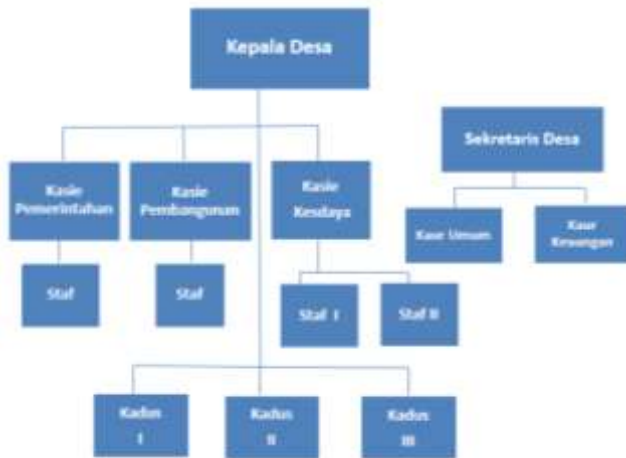 Kepala Desa
Sekretaris Desa
Kasie
Pemerintahan
Kasie
Pembangunan
Kasie
Kesdaya
Kaur Umum
Kaur
Keuangan
Staf
Staf
Staf I
Staf II
Kadus
I
Kadus
II
Kadus
III